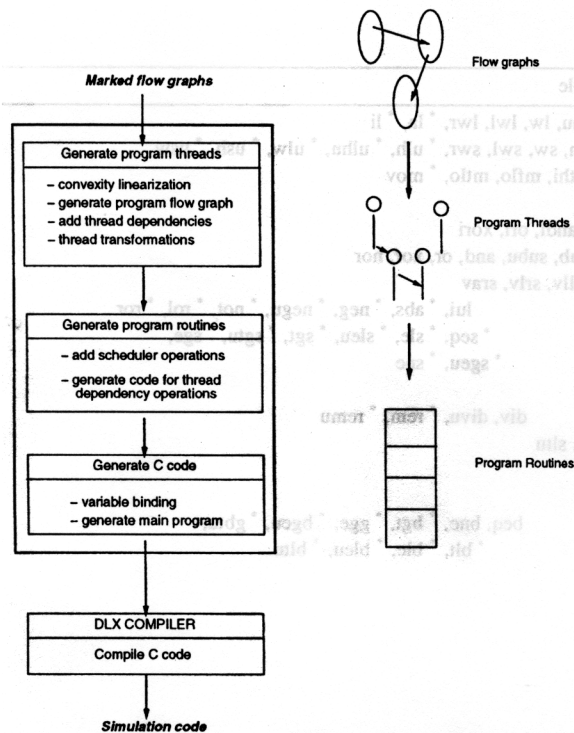 Marked flow graphs
Generate program threads
– convexity linearization
– generate program flow graph
– add thread dependencies
– thread transformations
Generate program routines
– add scheduler operations
– generate code for thread
dependency operations
Generate C code
– variable binding
– generate main program
DLX COMPILER
Compile C code
Simulation code
Flow graphs
Program Threads
Program Routines